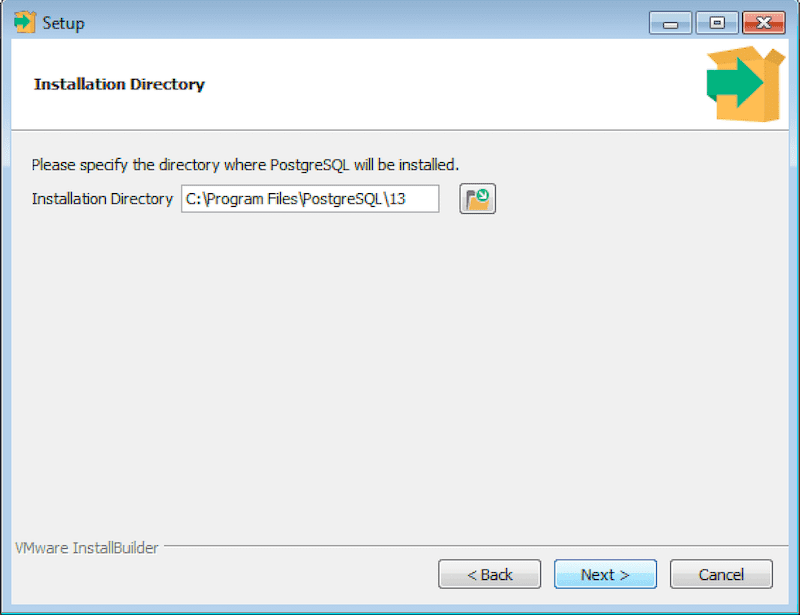 Setup
Installation Directory
Please specify the directory where PostgreSQL will be installed.
Installation Directory C:\Program Files\PostgreSQL\13
VMware InstallBuilder
< Back Next > Cancel